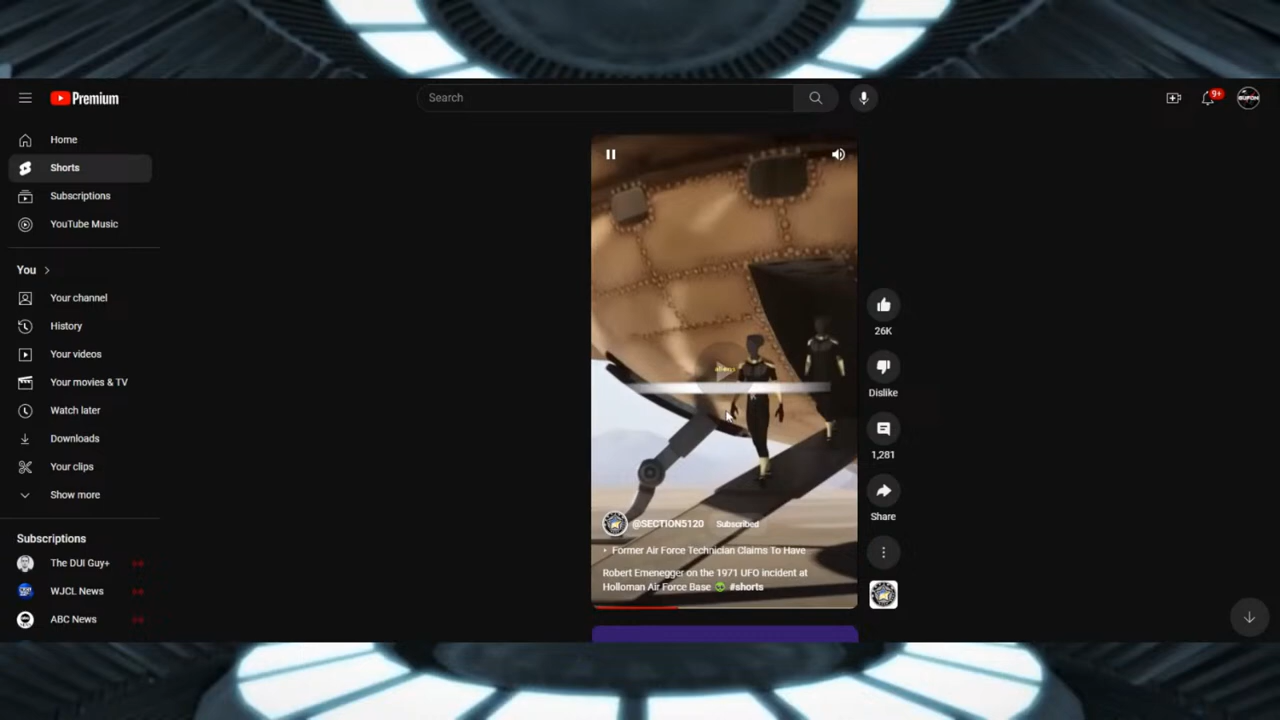 Premium
Search
9+
Home
Shorts
Subscriptions
YouTube Music
You
Your channel
History
Your videos
Your movies & TV
Watch later
Downloads
Your clips
Show more
Subscriptions
The DUI Guy+
WJCL News
ABC News
26K
Dislike
1,281
Share
@SECTION5120 Subscribed
Former Air Force Technician Claims To Have
Robert Emenegger on the 1971 UFO incident at
Holloman Air Force Base 👽 #shorts